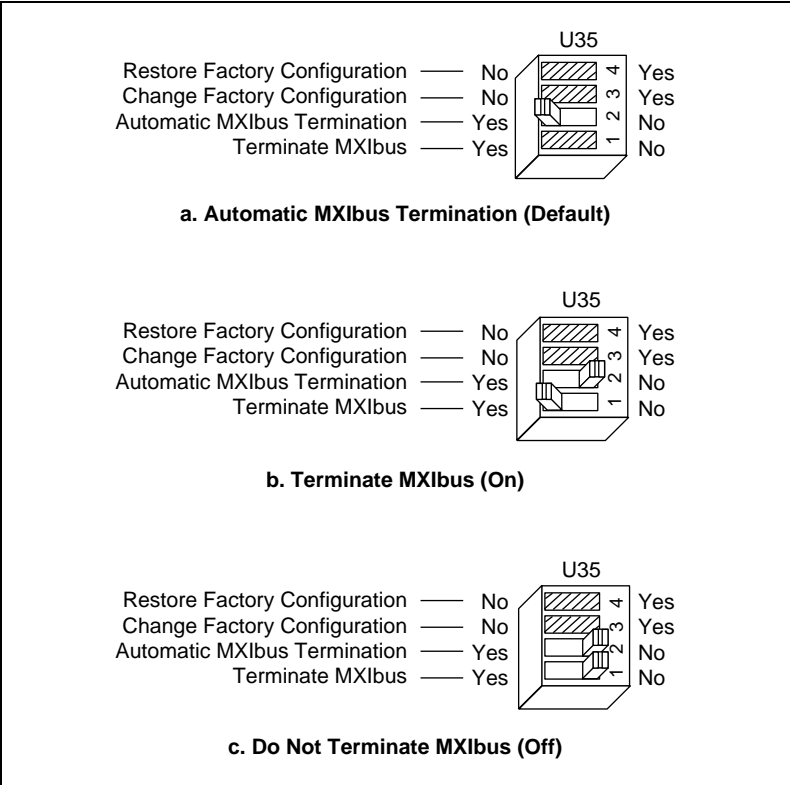 U35
Restore Factory Configuration No 4 Yes
Change Factory Configuration No 3 Yes
Automatic MXIbus Termination Yes 2 No
Terminate MXIbus Yes 1 No
a. Automatic MXIbus Termination (Default)
U35
Restore Factory Configuration No 4 Yes
Change Factory Configuration No 3 Yes
Automatic MXIbus Termination Yes 2 No
Terminate MXIbus Yes 1 No
b. Terminate MXIbus (On)
U35
Restore Factory Configuration No 4 Yes
Change Factory Configuration No 3 Yes
Automatic MXIbus Termination Yes 2 No
Terminate MXIbus Yes 1 No
c. Do Not Terminate MXIbus (Off)